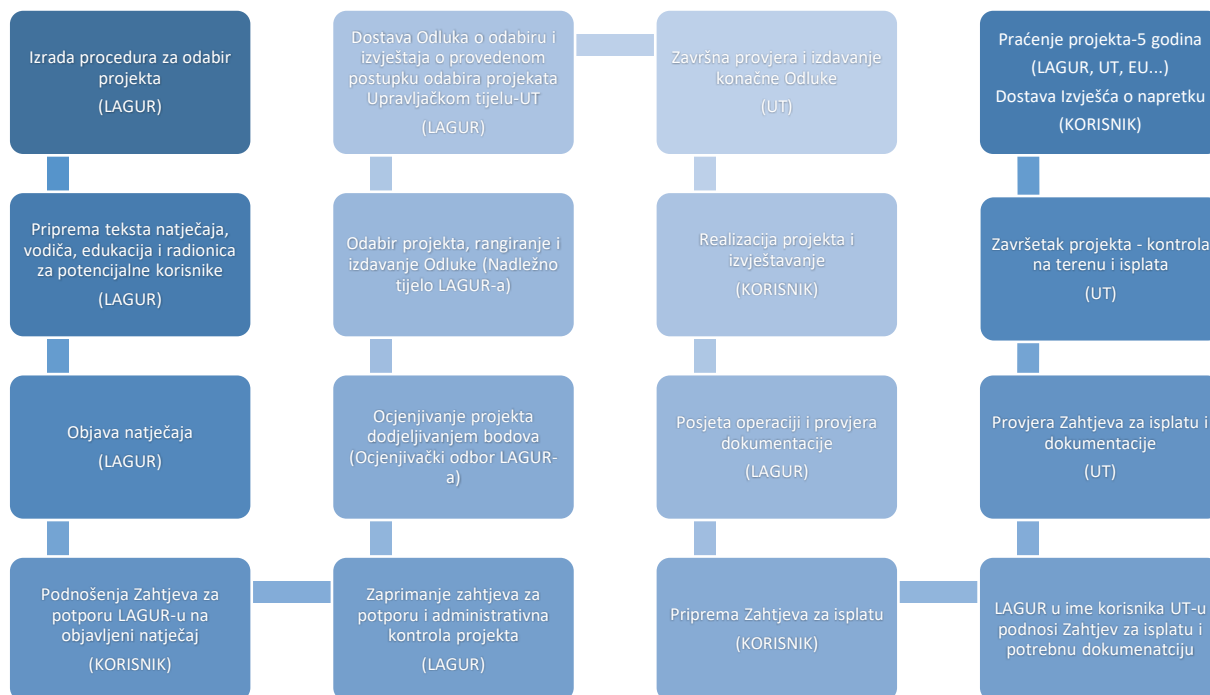 Izrada procedura za odabir
projekta
(LAGUR)
Priprema teksta natječaja,
vodiča, edukacija i radionica
za potencijalne korisnike
(LAGUR)
Objava natječaja
(LAGUR)
Podnošenja Zahtjeva za
potporu LAGUR-u na
objavljeni natječaj
(KORISNIK)
Zaprimanje zahtjeva za
potporu i administrativna
kontrola projekta
(LAGUR)
Ocjenjivanje projekta
dodjeljivanjem bodova
(Ocjenjivački odbor LAGUR-
a)
Odabir projekta, rangiranje i
izdavanje Odluke (Nadležno
tijelo LAGUR-a)
Dostava Odluka o odabiru i
izvještaja o provedenom
postupku odabira projekata
Upravljačkom tijelu-UT
(LAGUR)
Završna provjera i izdavanje
konačne Odluke
(UT)
Realizacija projekta i
izvještavanje
(KORISNIK)
Posjeta operaciji i provjera
dokumentacije
(LAGUR)
Priprema Zahtjeva za isplatu
(KORISNIK)
LAGUR u ime korisnika UT-u
podnosi Zahtjev za isplatu i
potrebnu dokumenatciju
Provjera Zahtjeva za isplatu i
dokumentacije
(UT)
Završetak projekta - kontrola
na terenu i isplata
(UT)
Praćenje projekta-5 godina
(LAGUR, UT, EU...)
Dostava Izvješća o napretku
(KORISNIK)